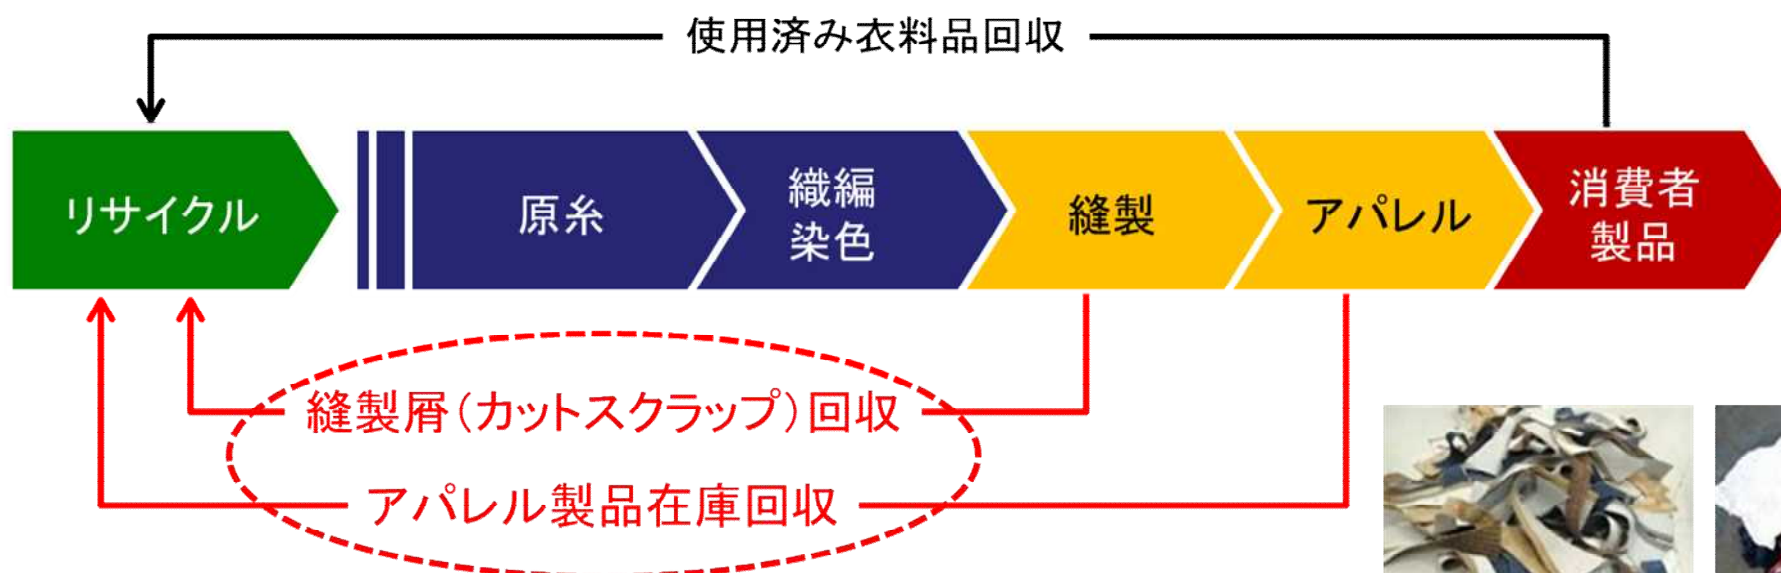 使用済み衣料品回収
リサイクル
原糸
織編
染色
縫製
アパレル
消費者
製品
縫製屑(カットスクラップ)回収
アパレル製品在庫回収